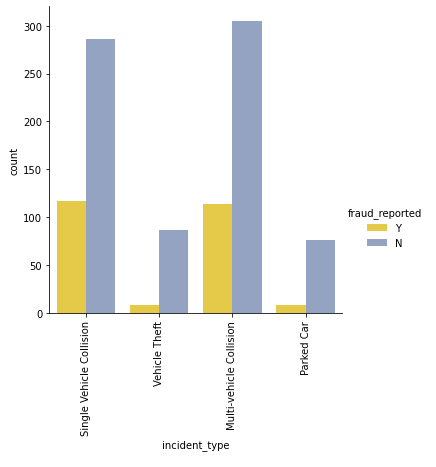 300
250
200
150
100
50
0
count
Single Vehicle Collision
Vehicle Theft
Multi-vehicle Collision
Parked Car
incident_type
fraud_reported
Y
N